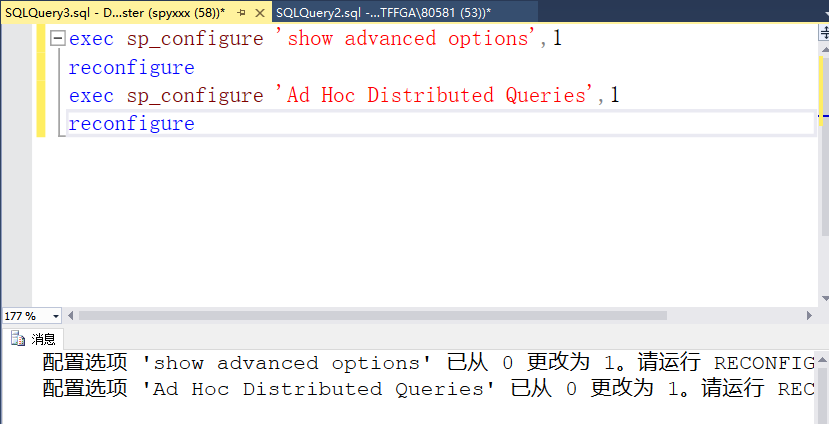 SQLQuery3.sql - D...ster (spyxxx (58))*
SQLQuery2.sql -...TFFGA\80581 (53))*
exec sp_configure 'show advanced options',1
reconfigure
exec sp_configure 'Ad Hoc Distributed Queries',1
reconfigure
177 %
消息
配置选项 'show advanced options' 已从 0 更改为 1。请运行 RECONFIG
配置选项 'Ad Hoc Distributed Queries' 已从 0 更改为 1。请运行 REC